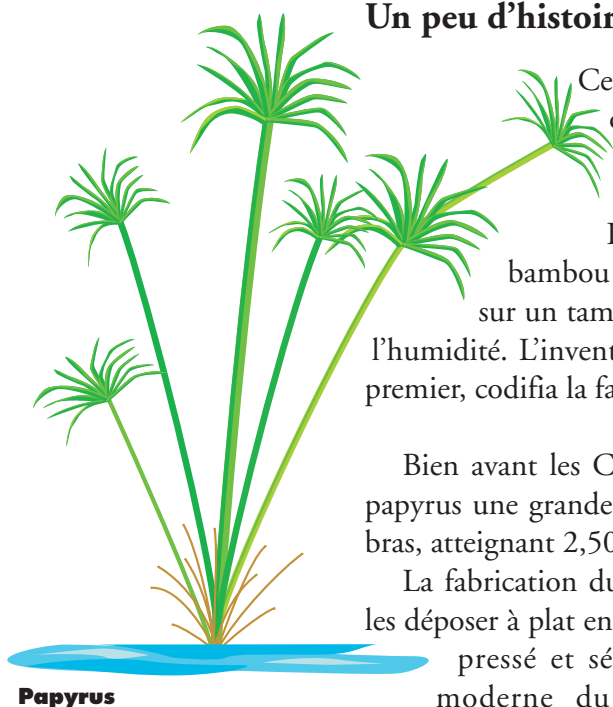 Un peu d’histoir
Ce
bambou
sur un tam
l’humidité. L’invent
premier, codifia la fa
Bien avant les C
papyrus une grande
bras, atteignant 2,50
La fabrication du
les déposer à plat en
pressé et sé
moderne du
Papyrus